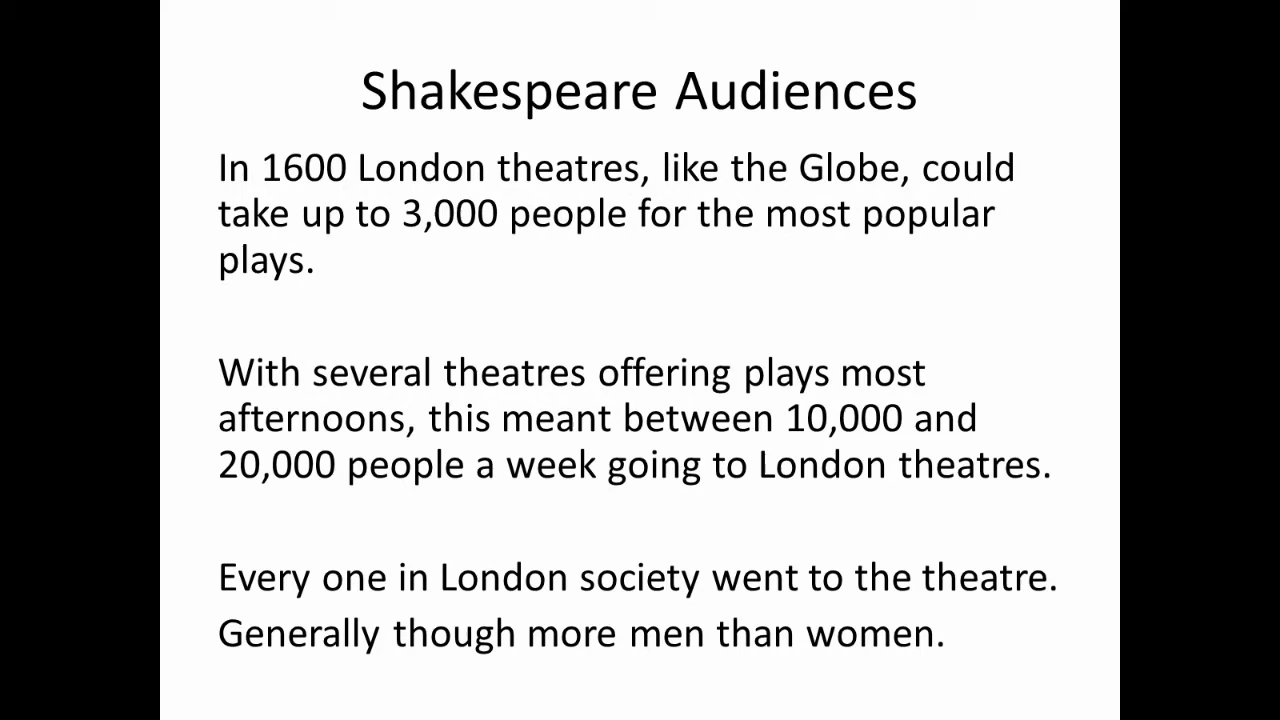 Shakespeare Audiences
In 1600 London theatres, like the Globe, could
take up to 3,000 people for the most popular
plays.
With several theatres offering plays most
afternoons, this meant between 10,000 and
20,000 people a week going to London theatres.
Every one in London society went to the theatre.
Generally though more men than women.